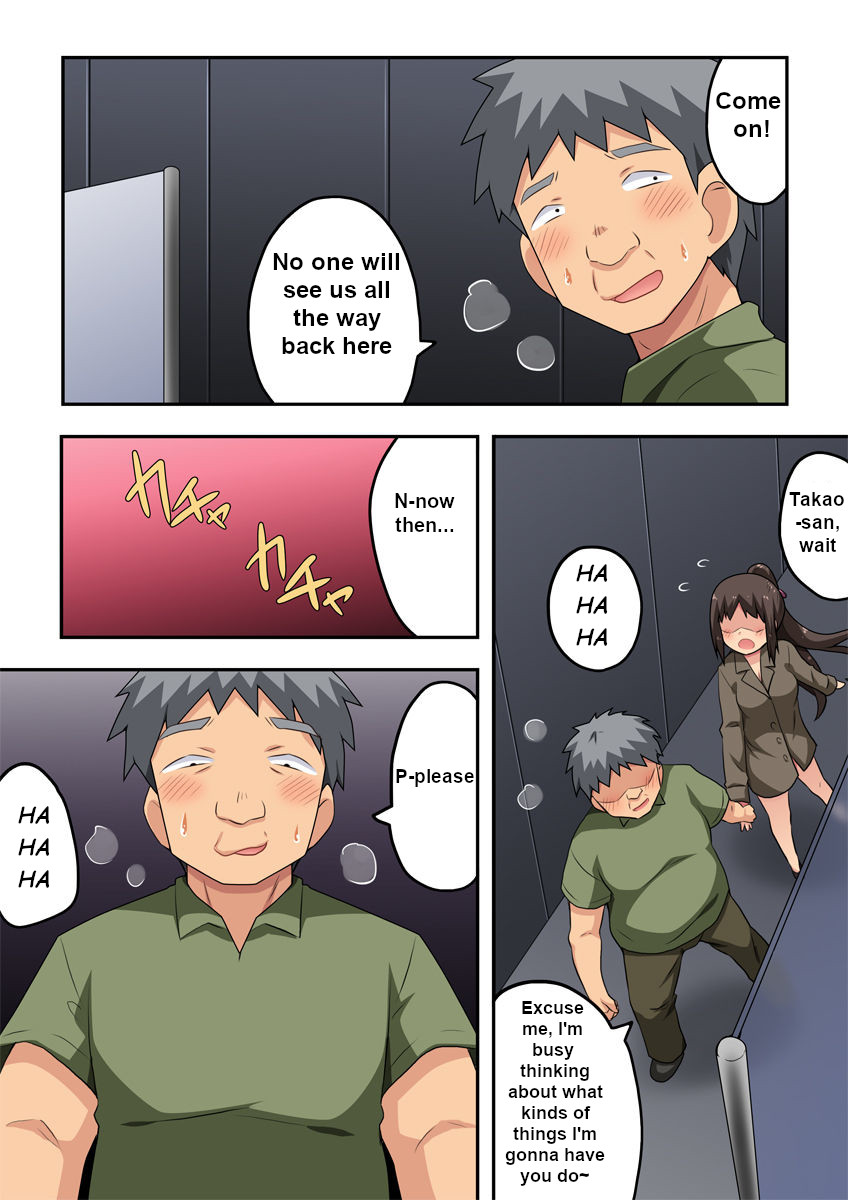 Come
on!
No one will
see us all
the way
back here
Takao
-san,
wait
HA
HA
HA
Excuse
me, I'm
busy
thinking
about what
kinds of
things I'm
gonna have
you do~
N-now
then...
カチャ
カチャ
P-please
HA
HA
HA